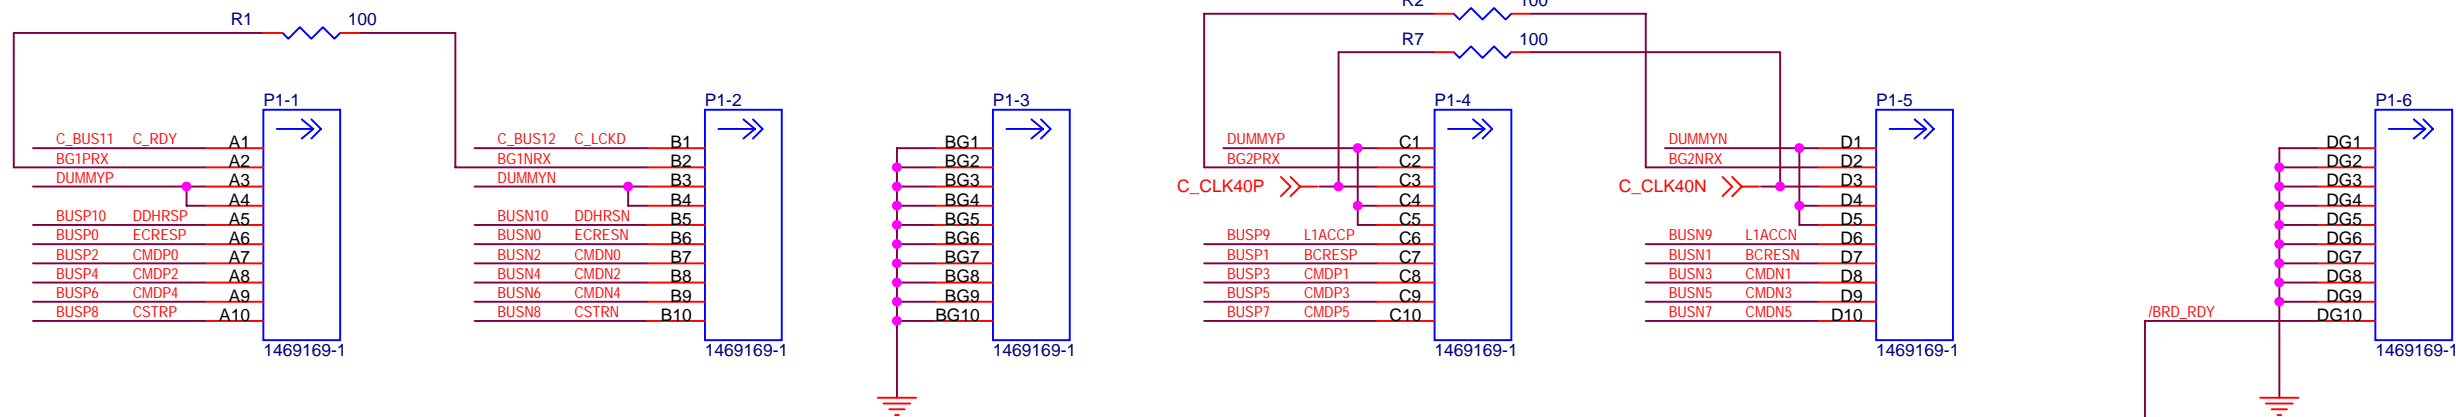 R1 100
R2 100
R7 100
P1-1
C_BUS11 C_RDY A1
BG1PRX A2
DUMMYP A3
A4
BUSP10 DDHRSP A5
BUSP0 ECRESP A6
BUSP2 CMDP0 A7
BUSP4 CMDP2 A8
BUSP6 CMDP4 A9
BUSP8 CSTRP A10
1469169-1
P1-2
C_BUS12 C_LCKD B1
BG1NRX B2
DUMMYN B3
B4
BUSN10 DDHRSN B5
BUSN0 ECRESN B6
BUSN2 CMDN0 B7
BUSN4 CMDN2 B8
BUSN6 CMDN4 B9
BUSN8 CSTRN B10
1469169-1
P1-3
BG1
BG2
BG3
BG4
BG5
BG6
BG7
BG8
BG9
BG10
1469169-1
P1-4
DUMMYP C1
BG2PRX C2
C_CLK40P C3
C4
C5
BUSP9 L1ACCP C6
BUSP1 BCRESP C7
BUSP3 CMDP1 C8
BUSP5 CMDP3 C9
BUSP7 CMDP5 C10
1469169-1
P1-5
DUMMYN D1
BG2NRX D2
C_CLK40N D3
D4
D5
BUSN9 L1ACCN D6
BUSN1 BCRESN D7
BUSN3 CMDN1 D8
BUSN5 CMDN3 D9
BUSN7 CMDN5 D10
1469169-1
P1-6
DG1
DG2
DG3
DG4
DG5
DG6
DG7
DG8
DG9
/BRD_RDY DG10
1469169-1